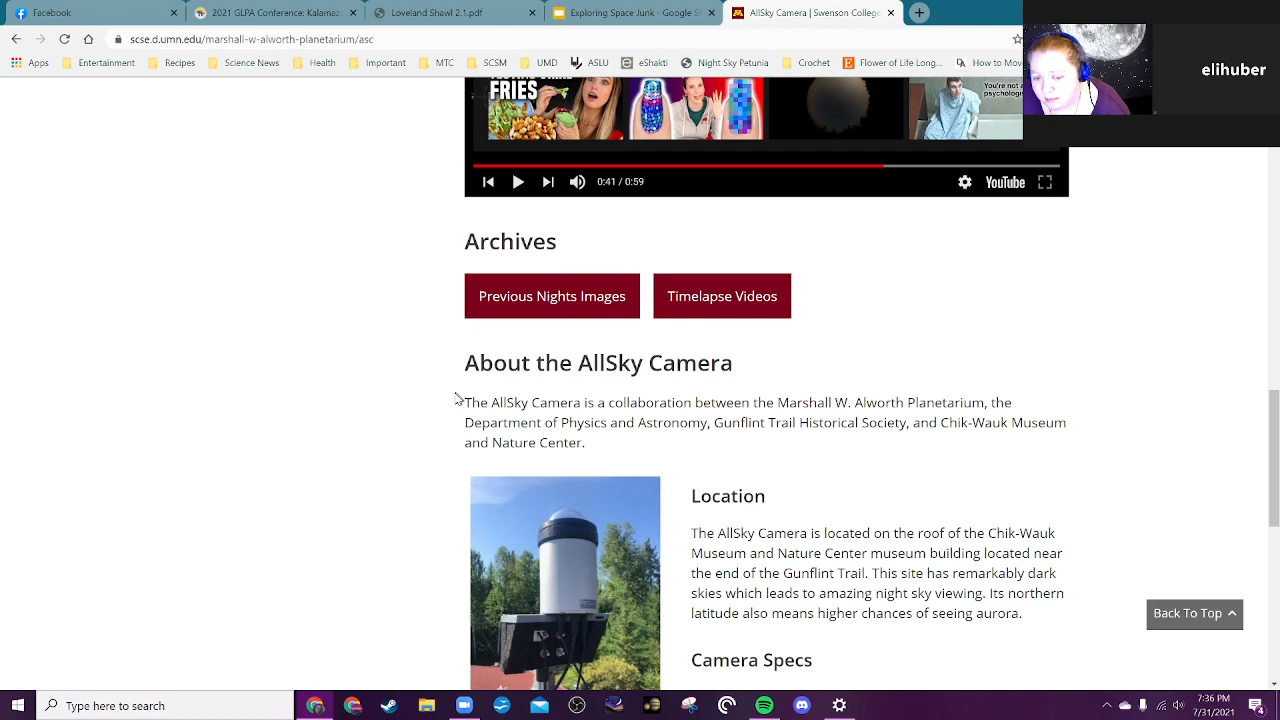 Facebook
2021 GLPA Conference: Kalamaz
Loveland Shawl 2.1.pdf
Exploring Space Junk - Google Sl
AllSky Camera | Swenson College
scse.d.umn.edu/marshall-w-alworth-planetarium/asc
Apps Entertainment Recipes Science News Health Important MTC SCSM UMD ASLU eShakti Night Sky Petunia Crochet Flower of Life Long... How to Mov
elihuber
FRIES
You're not a
psychologis
0:41 / 0:59
YouTube
Archives
Previous Nights Images Timelapse Videos
About the AllSky Camera
The AllSky Camera is a collaboration between the Marshall W. Alworth Planetarium, the
Department of Physics and Astronomy, Gunflint Trail Historical Society, and Chik-Wauk Museum
and Nature Center.
Location
The AllSky Camera is located on the roof of the Chik-Wauk
Museum and Nature Center museum building located near
the end of the Gunflint Trail. This site has remarkably dark
skies which leads to amazing night sky viewing. Its northern
latitude also means higher chances of seeing aurora.
Back To Top
Camera Specs
Type here to search
7:36 PM
7/31/2021
4